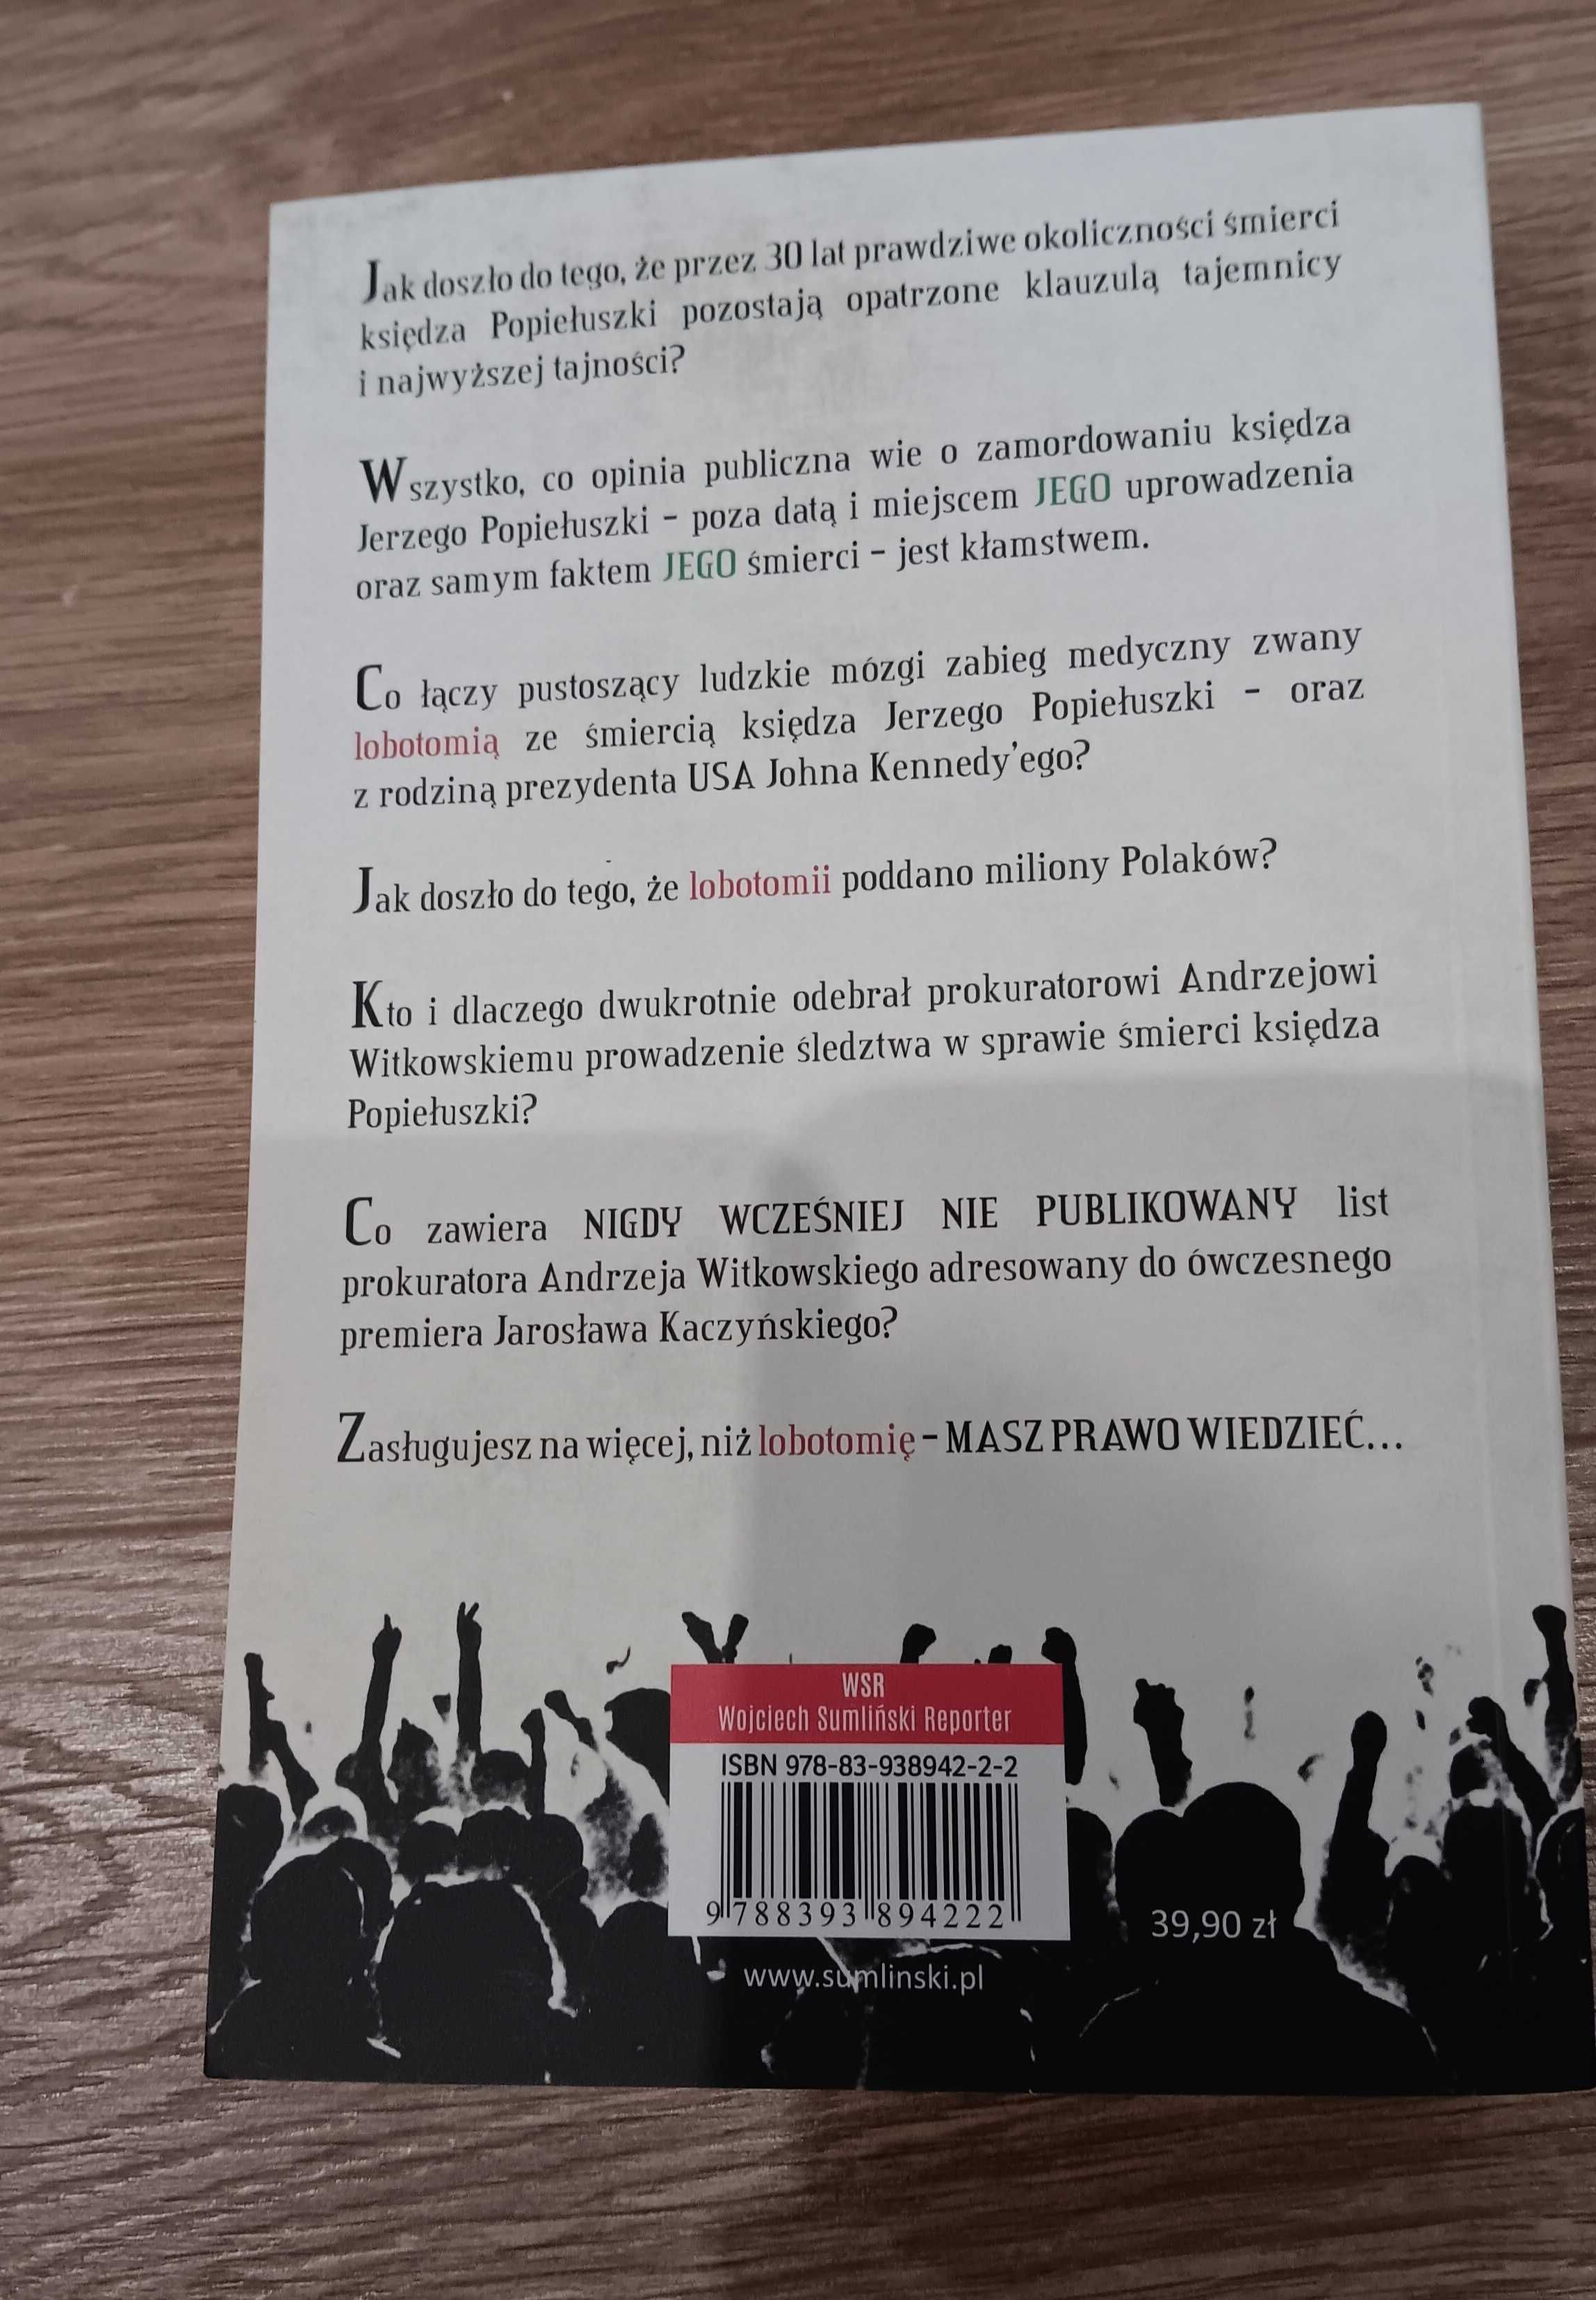 Jak doszło do tego, że przez 30 lat prawdziwe okoliczności śmierci
księdza Popiełuszki pozostają opatrzone klauzulą tajemnicy
i najwyższej tajności?
Wszystko, co opinia publiczna wie o zamordowaniu księdza
Jerzego Popiełuszki - poza datą i miejscem JEGO uprowadzenia
oraz samym faktem JEGO śmierci - jest kłamstwem.
Co łączy pustoszący ludzkie mózgi zabieg medyczny zwany
lobotomią ze śmiercią księdza Jerzego Popiełuszki - oraz
z rodziną prezydenta USA Johna Kennedy'ego?
Jak doszło do tego, że lobotomii poddano miliony Polaków?
Kto i dlaczego dwukrotnie odebrał prokuratorowi Andrzejowi
Witkowskiemu prowadzenie śledztwa w sprawie śmierci księdza
Popiełuszki?
Co zawiera NIGDY WCZEŚNIEJ NIE PUBLIKOWANY list
prokuratora Andrzeja Witkowskiego adresowany do ówczesnego
premiera Jarosława Kaczyńskiego?
Zasługujesz na więcej, niż lobotomię - MASZ PRAWO WIEDZIEĆ...
WSR
Wojciech Sumliński Reporter
ISBN 978-83-938942-2-2
9 788393 894222
39,90 zł
www.sumlinski.pl